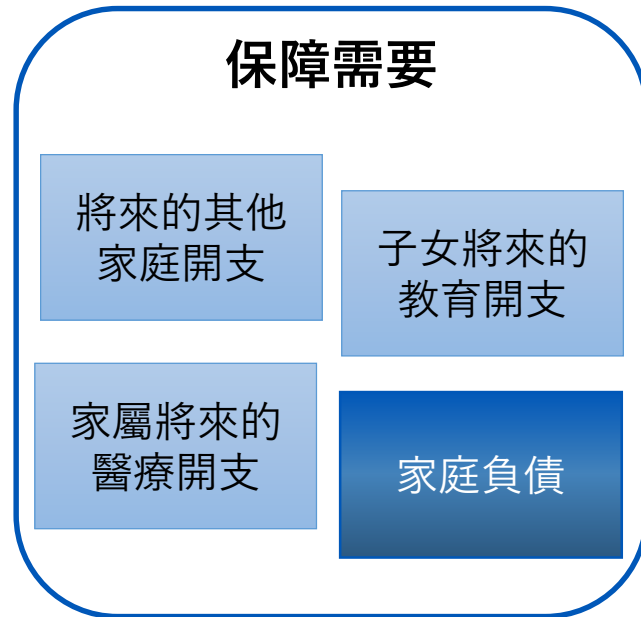 保障需要
將來的其他
家庭開支
子女將來的
教育開支
家屬將來的
醫療開支
家庭負債